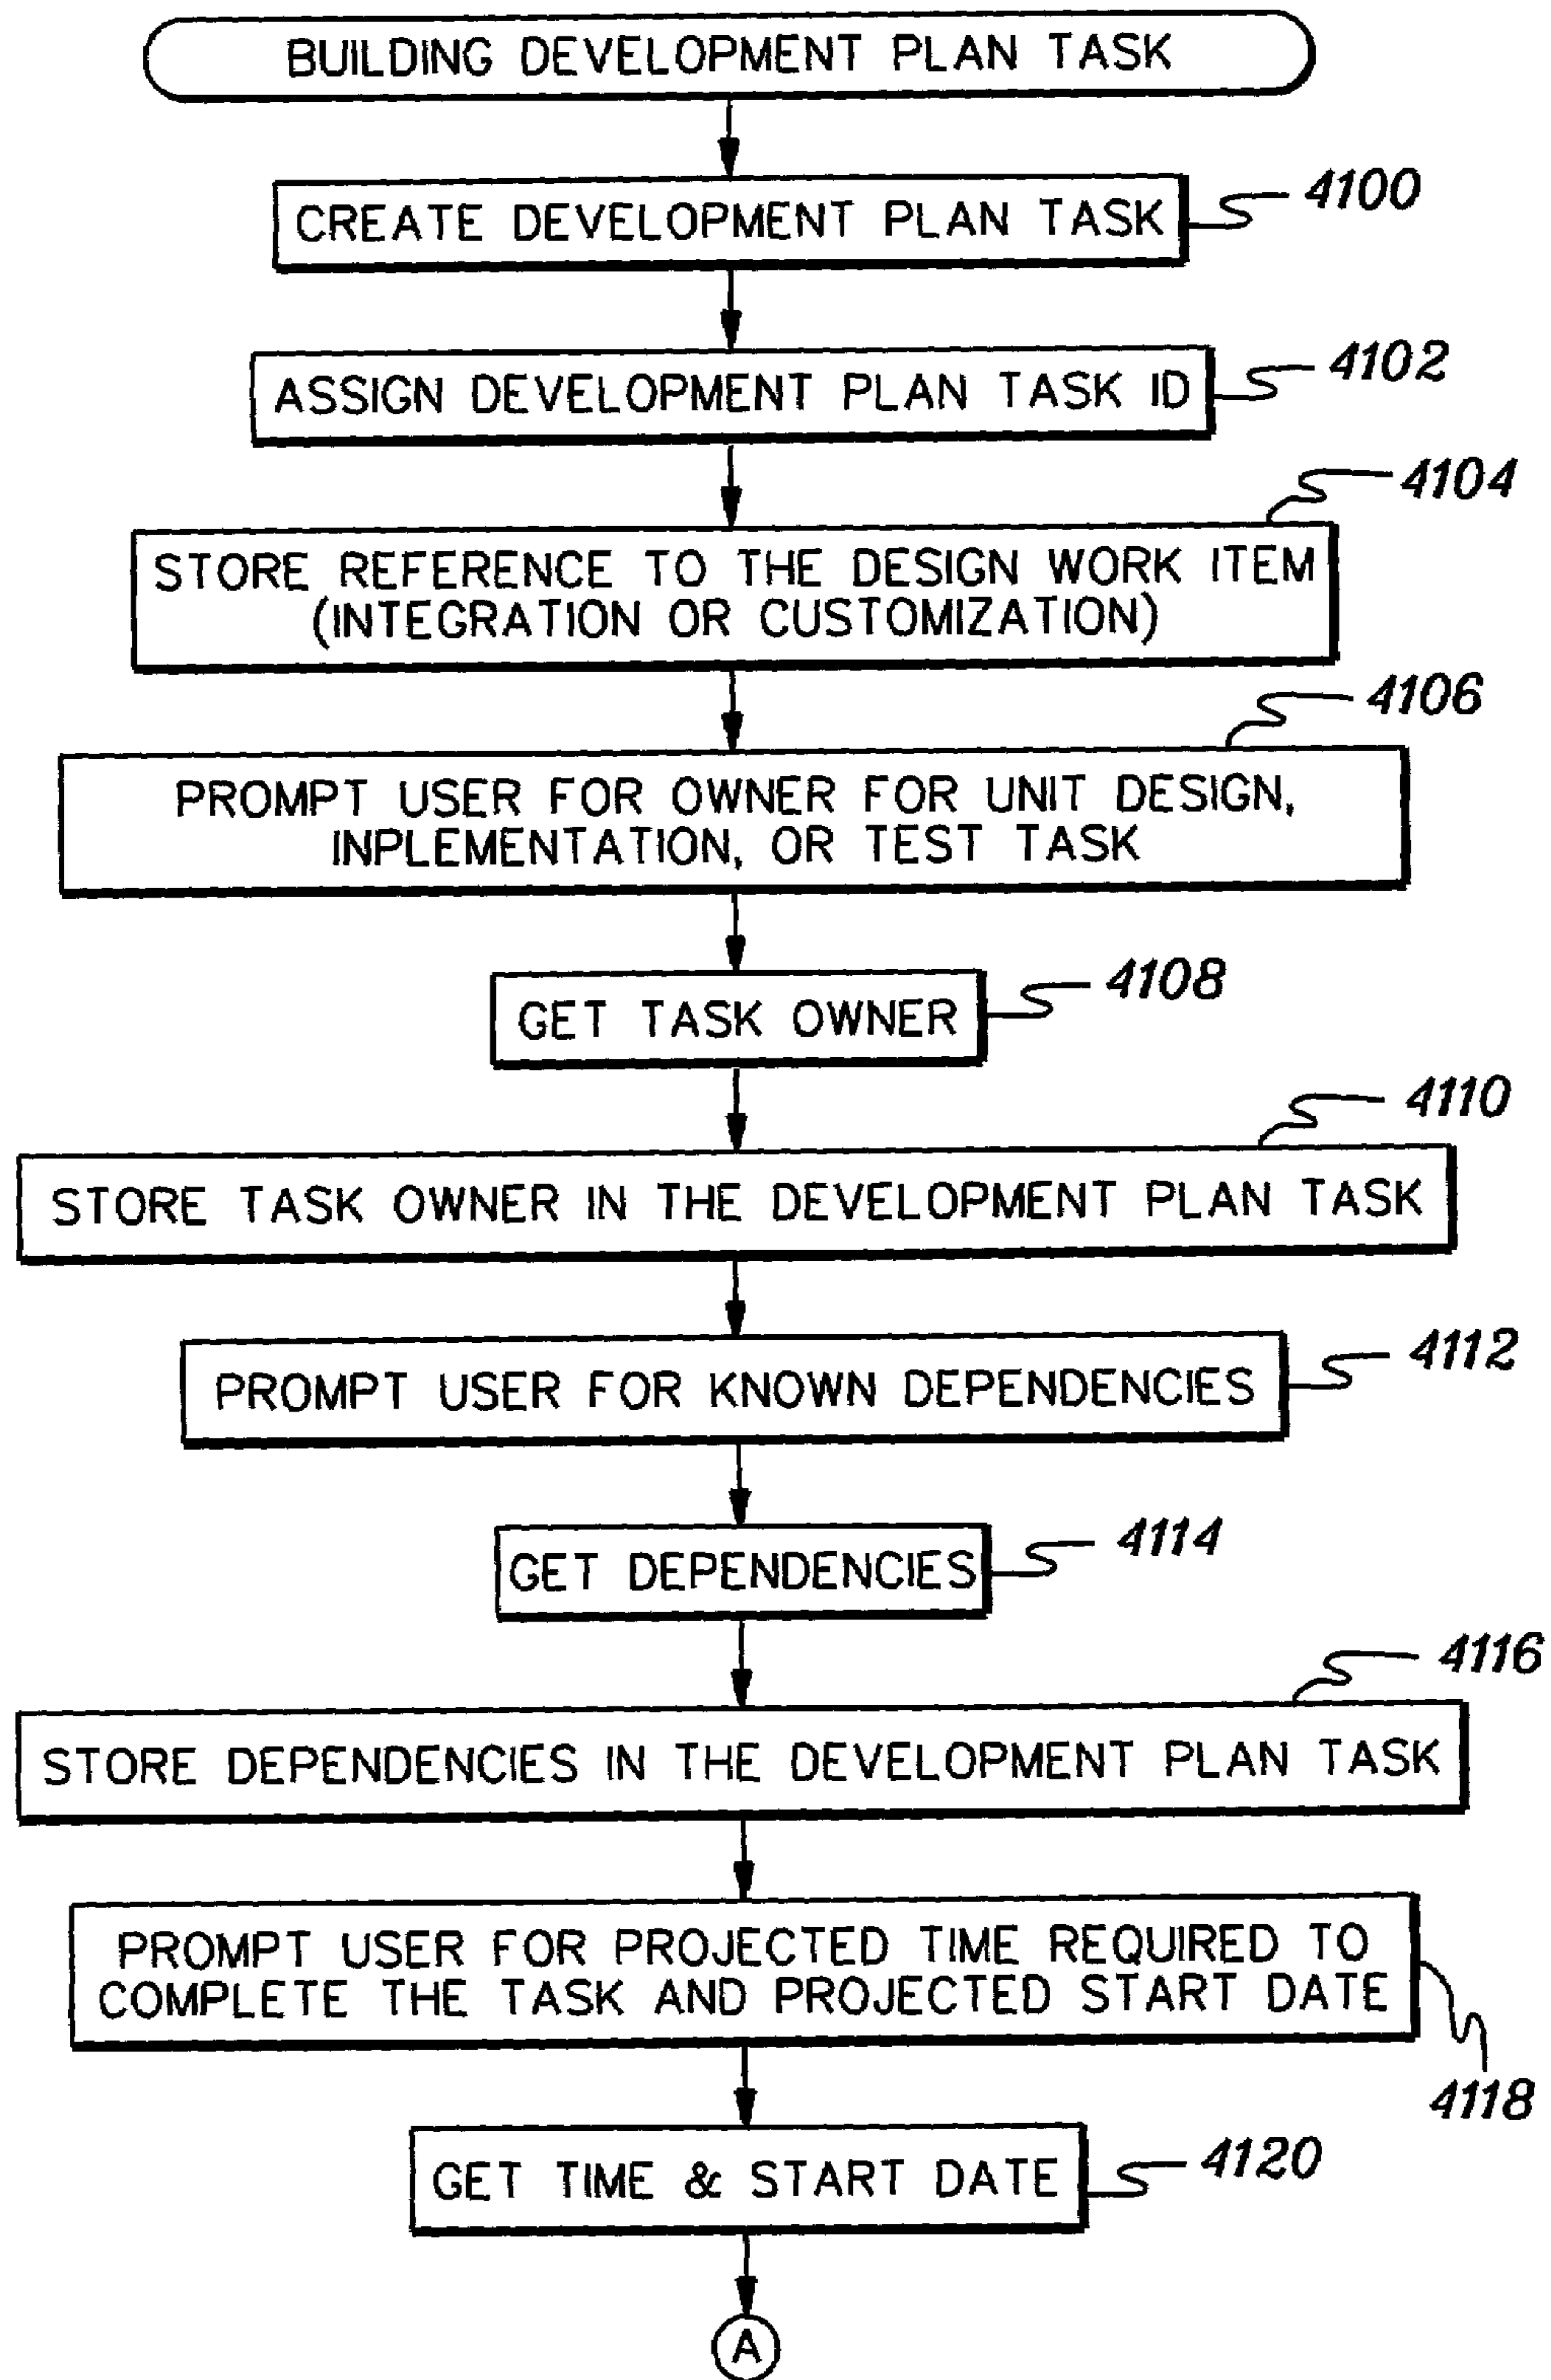 BUILDING DEVELOPMENT PLAN TASK
CREATE DEVELOPMENT PLAN TASK
4100
ASSIGN DEVELOPMENT PLAN TASK ID
4102
4104
STORE REFERENCE TO THE DESIGN WORK ITEM
(INTEGRATION OR CUSTOMIZATION)
4106
PROMPT USER FOR OWNER FOR UNIT DESIGN,
INPLEMENTATION, OR TEST TASK
GET TASK OWNER
4108
4110
STORE TASK OWNER IN THE DEVELOPMENT PLAN TASK
PROMPT USER FOR KNOWN DEPENDENCIES
4112
GET DEPENDENCIES
4114
4116
STORE DEPENDENCIES IN THE DEVELOPMENT PLAN TASK
PROMPT USER FOR PROJECTED TIME REQUIRED TO
COMPLETE THE TASK AND PROJECTED START DATE
4118
GET TIME & START DATE
4120
A